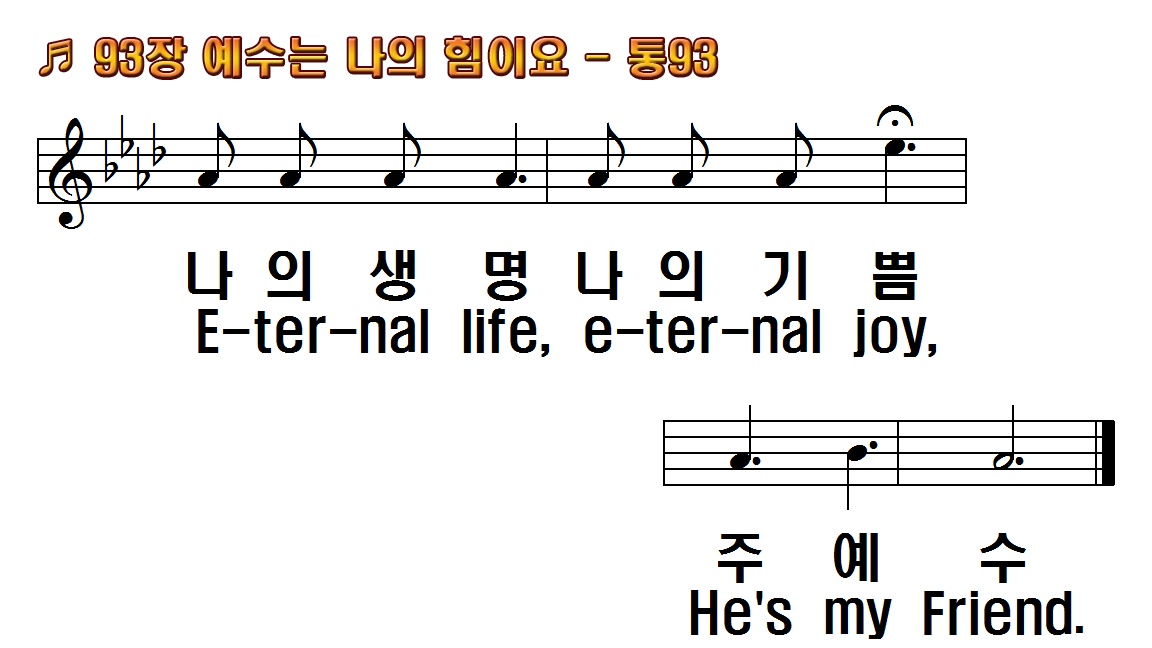 93장 예수는 나의 힘이요 - 통93
나 의 생 명 나 의 기 쁨
E-ter-nal life, e-ter-nal joy,
주 예 수
He's my Friend.